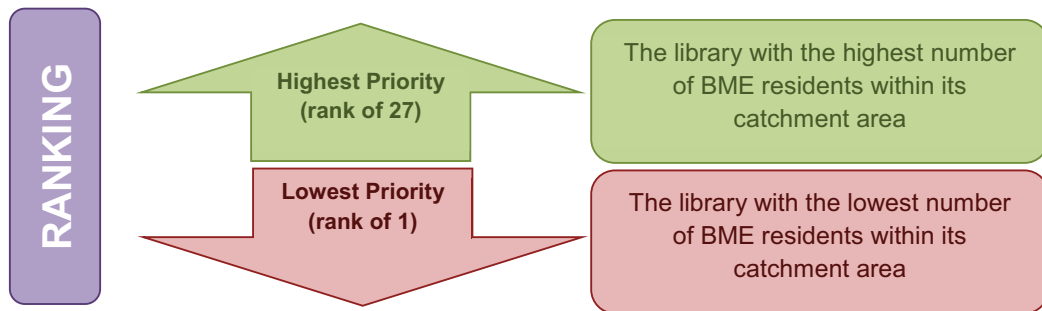 RANKING
Highest Priority
(rank of 27)
The library with the highest number
of BME residents within its
catchment area
Lowest Priority
(rank of 1)
The library with the lowest number
of BME residents within its
catchment area